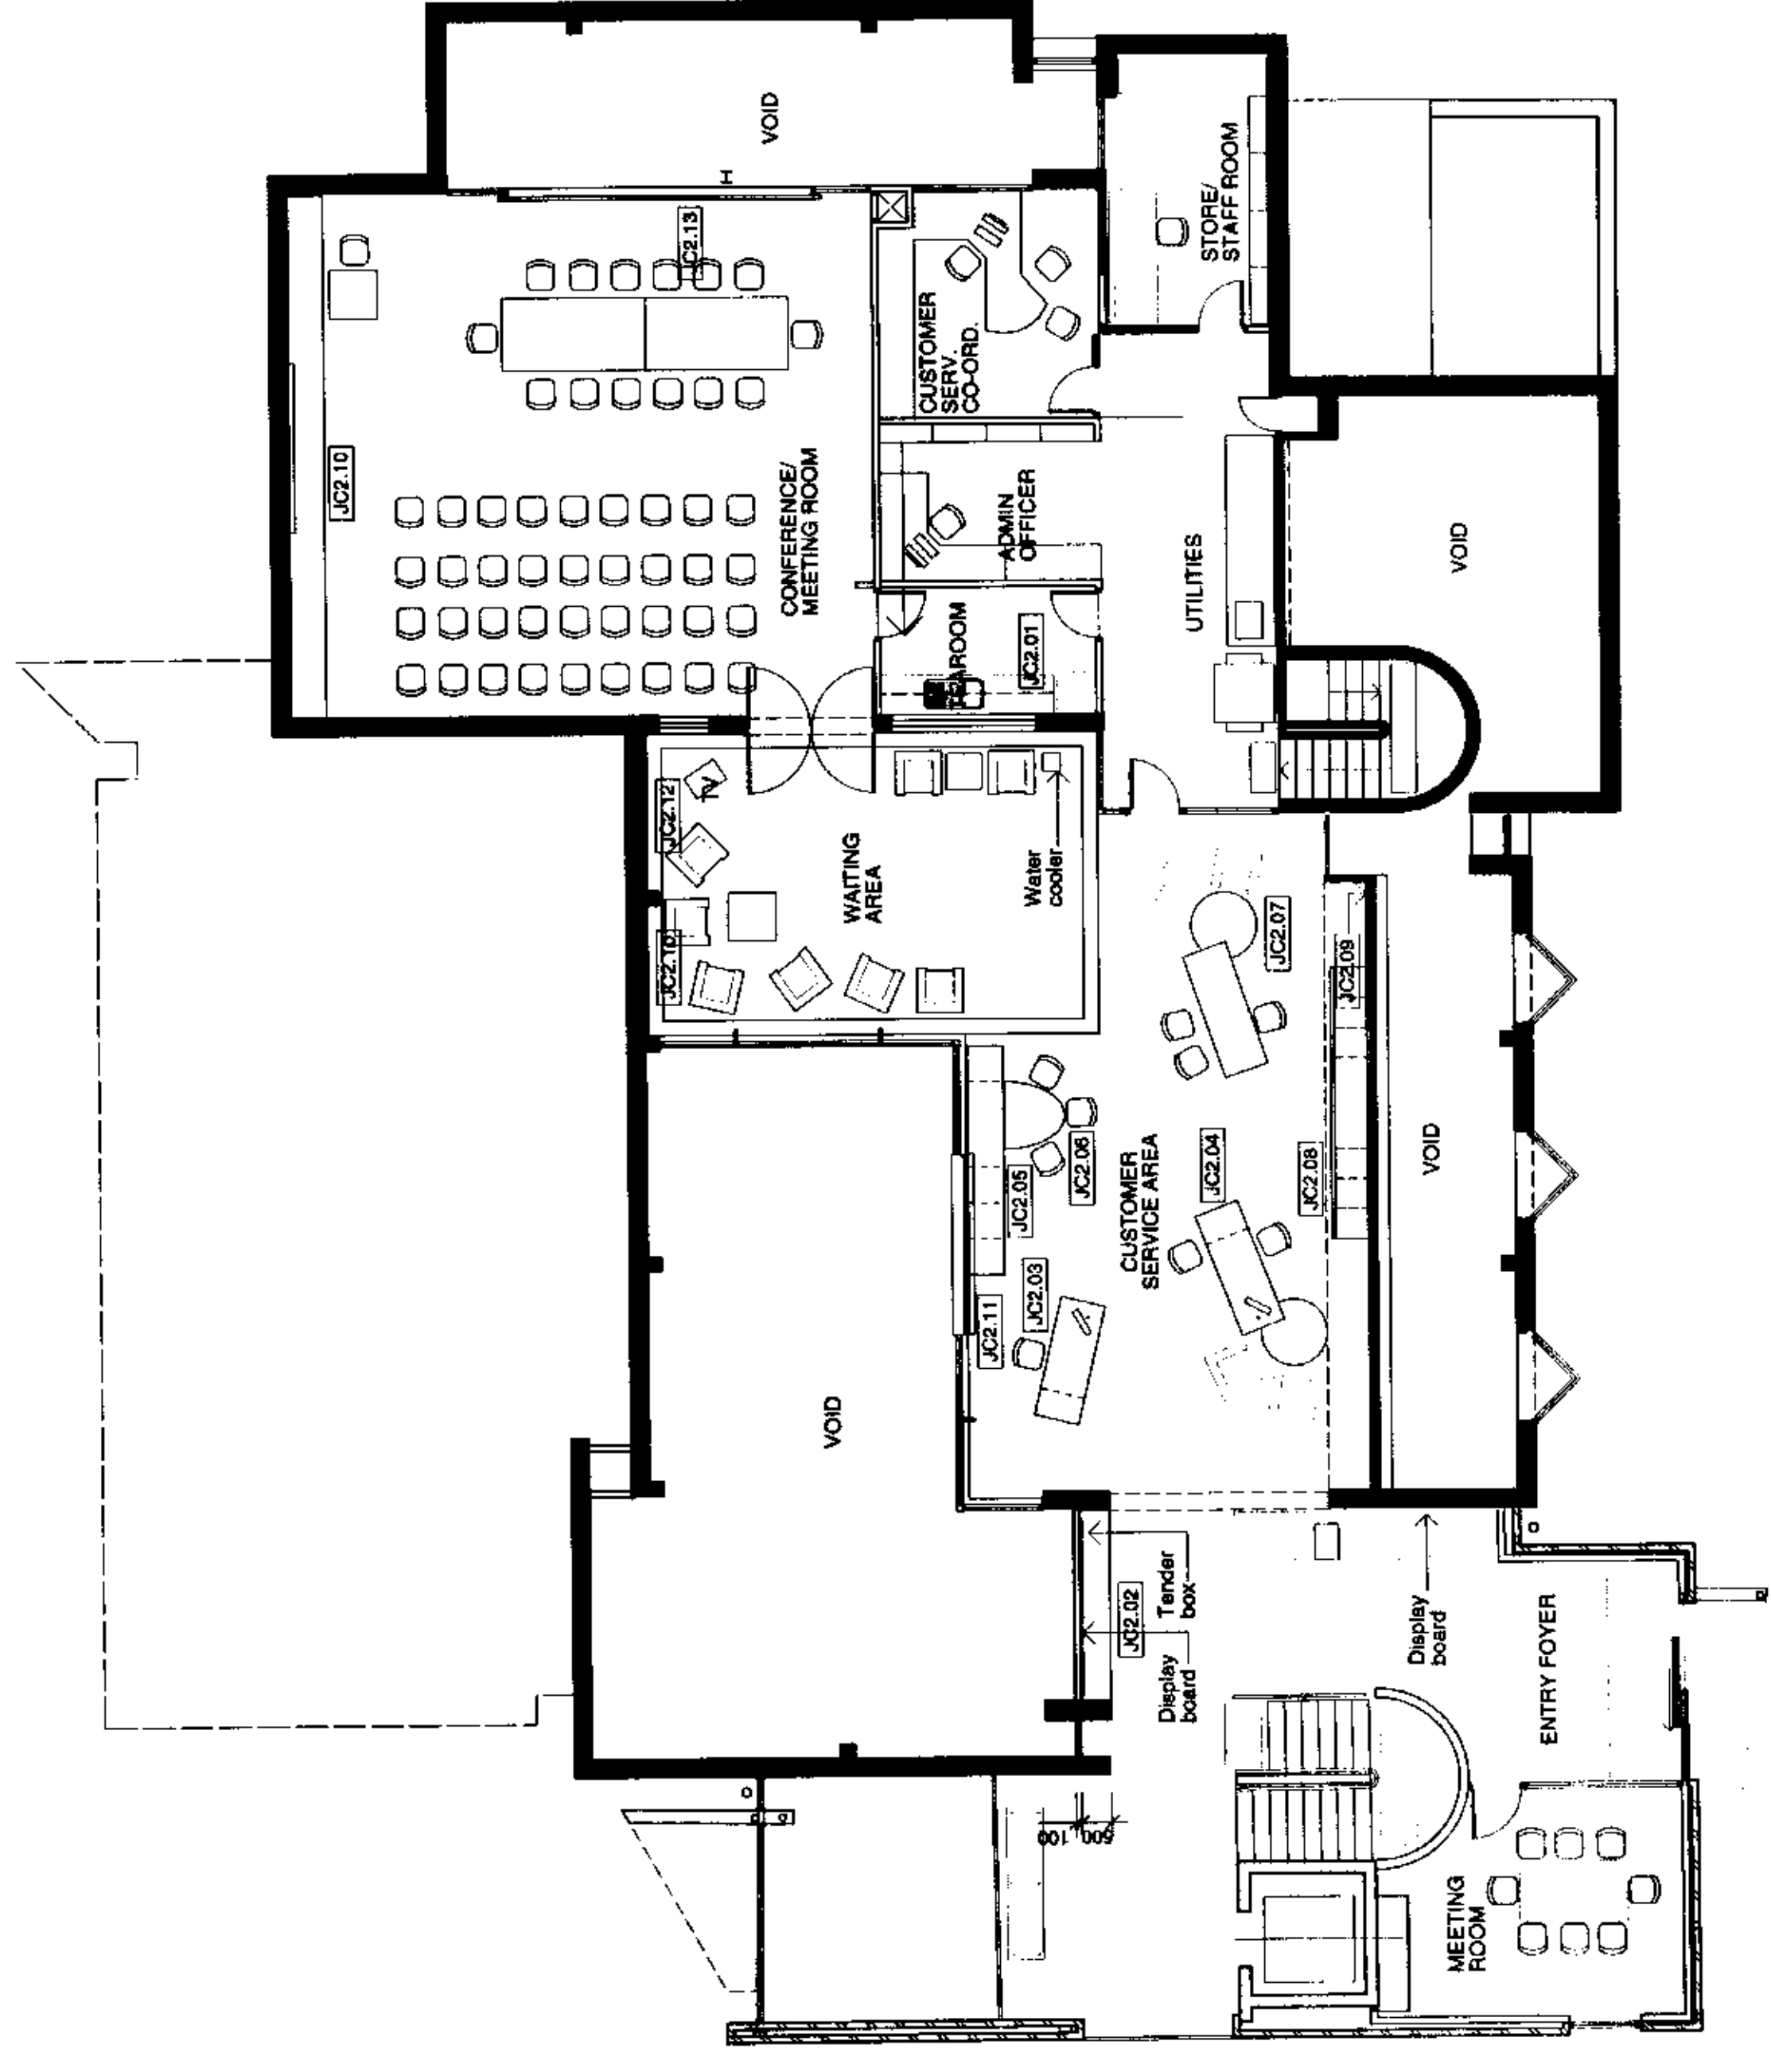 VOID
STORE/
STAFF ROOM
JC2.13
CUSTOMER
SERV.
CO-ORD.
JC2.10
CONFERENCE/
MEETING ROOM
ADMIN
OFFICER
UTILITIES
VOID
JC2.01
JC2.12
TV
WAITING
AREA
Water
cooler
JC2.10
JC2.07
JC2.09
JC2.06
JC2.05
JC2.04
JC2.08
CUSTOMER
SERVICE AREA
VOID
JC2.03
JC2.11
VOID
Tender
box
JC2.02
Display
board
Display
board
ENTRY FOYER
100
MEETING
ROOM